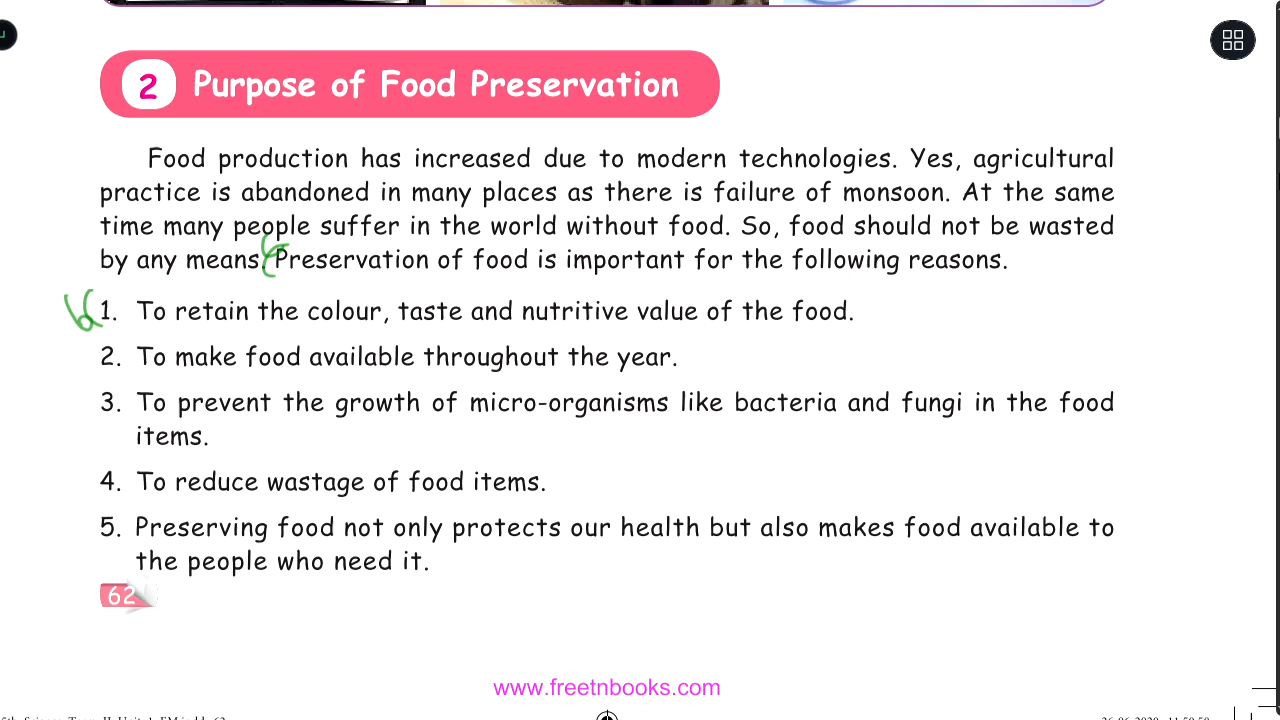 2 Purpose of Food Preservation
Food production has increased due to modern technologies. Yes, agricultural
practice is abandoned in many places as there is failure of monsoon. At the same
time many people suffer in the world without food. So, food should not be wasted
by any means. Preservation of food is important for the following reasons.
1. To retain the colour, taste and nutritive value of the food.
2. To make food available throughout the year.
3. To prevent the growth of micro-organisms like bacteria and fungi in the food
items.
4. To reduce wastage of food items.
5. Preserving food not only protects our health but also makes food available to
the people who need it.
62
www.freetnbooks.com